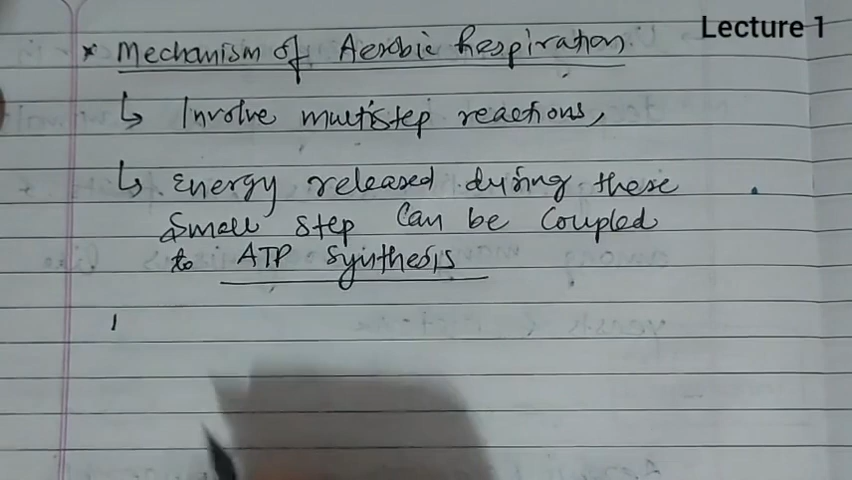 Lecture 1
* Mechanism of Aerobic Respiration
↳ Involve multistep reactions,
↳ Energy released during these
small step can be coupled
to ATP synthesis